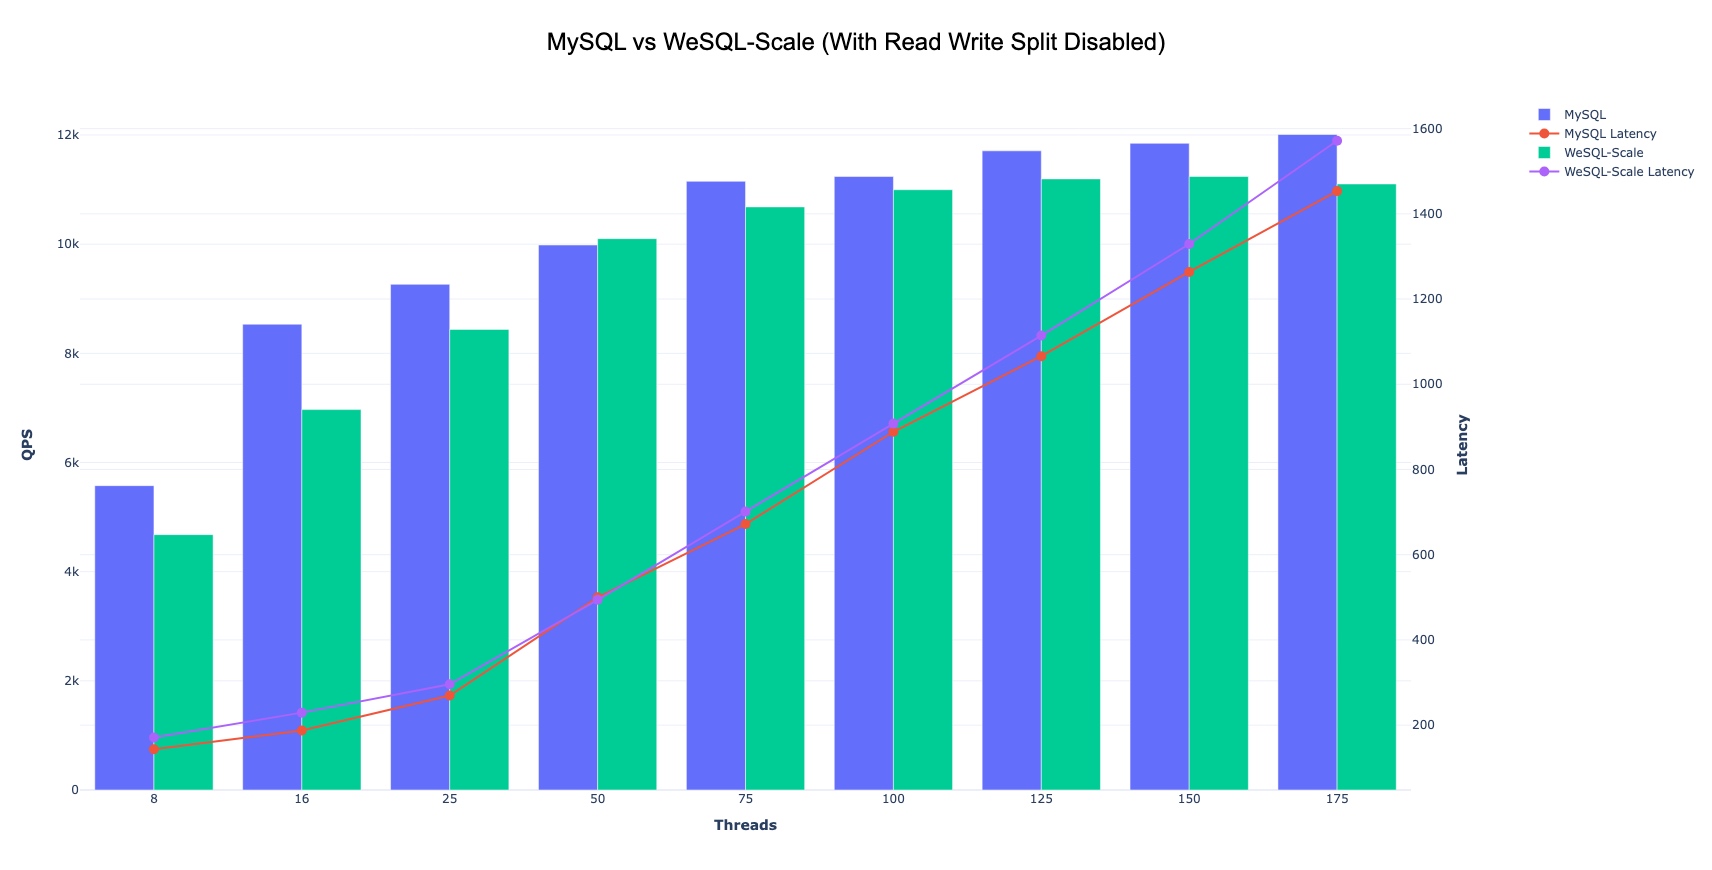 MySQL vs WeSQL-Scale (With Read Write Split Disabled)
MySQL
MySQL Latency
WeSQL-Scale
WeSQL-Scale Latency
12k
10k
8k
6k
4k
2k
0
QPS
1600
1400
1200
1000
800
600
400
200
Latency
8 16 25 50 75 100 125 150 175
Threads